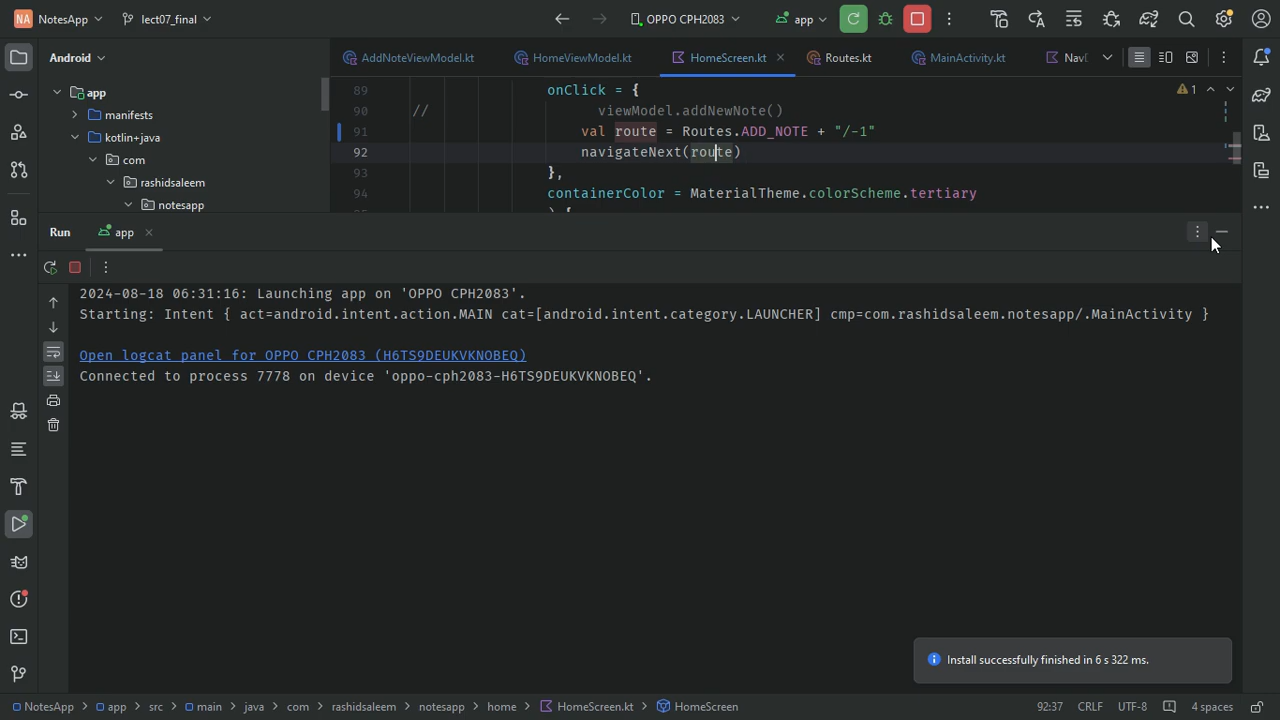 NA NotesApp lect07_final OPPO CPH2083 app
Android AddNoteViewModel.kt HomeViewModel.kt HomeScreen.kt Routes.kt MainActivity.kt
app
manifests
kotlin+java
com
rashidsaleem
notesapp
89 onClick = { 1
90 // viewModel.addNewNote()
91 val route = Routes.ADD_NOTE + "/-1"
92 navigateNext(route)
93 },
94 containerColor = MaterialTheme.colorScheme.tertiary
Run app
2024-08-18 06:31:16: Launching app on 'OPPO CPH2083'.
Starting: Intent { act=android.intent.action.MAIN cat=[android.intent.category.LAUNCHER] cmp=com.rashidsaleem.notesapp/.MainActivity }
Open logcat panel for OPPO CPH2083 (H6TS9DEUKVKNOBEQ)
Connected to process 7778 on device 'oppo-cph2083-H6TS9DEUKVKNOBEQ'.
Install successfully finished in 6 s 322 ms.
NotesApp > app > src > main > java > com > rashidsaleem > notesapp > home > HomeScreen.kt > HomeScreen 92:37 CRLF UTF-8 4 spaces